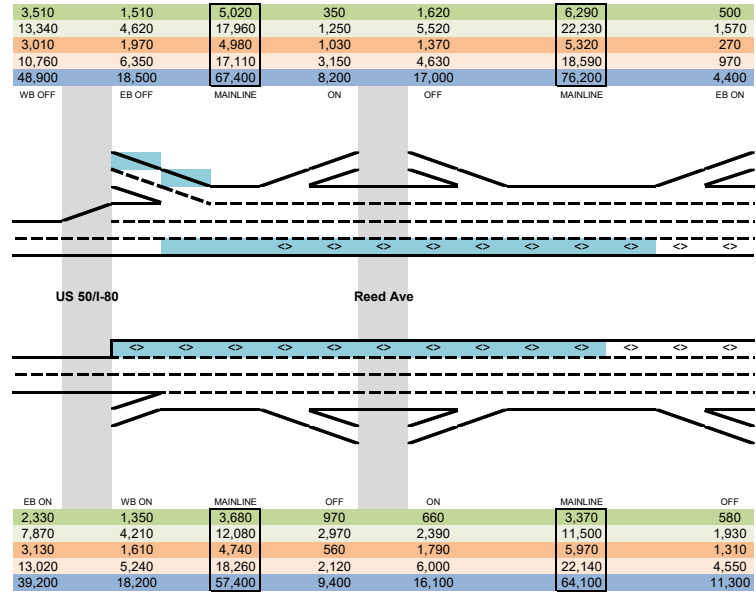 3,510 1,510 5,020 350 1,620 6,290 500
13,340 4,620 17,960 1,250 5,520 22,230 1,570
3,010 1,970 4,980 1,030 1,370 5,320 270
10,760 6,350 17,110 3,150 4,630 18,590 970
48,900 18,500 67,400 8,200 17,000 76,200 4,400
WB OFF EB OFF MAINLINE ON OFF MAINLINE EB ON
<> <> <> <> <> <> <> <> <> <>
US 50/I-80 Reed Ave
<> <> <> <> <> <> <> <> <> <> <> <> <>
EB ON WB ON MAINLINE OFF ON MAINLINE OFF
2,330 1,350 3,680 970 660 3,370 580
7,870 4,210 12,080 2,970 2,390 11,500 1,930
3,130 1,610 4,740 560 1,790 5,970 1,310
13,020 5,240 18,260 2,120 6,000 22,140 4,550
39,200 18,200 57,400 9,400 16,100 64,100 11,300